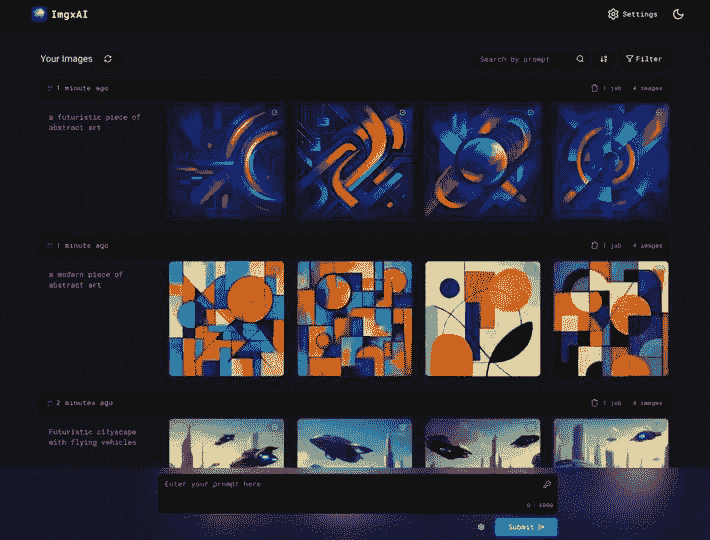 ImgxAI
Settings
Your Images
Search by prompt
Filter
1 minute ago
1 job 4 images
a futuristic piece of
abstract art
1 minute ago
1 job 4 images
a modern piece of
abstract art
2 minutes ago
1 job 4 images
Futuristic cityscape
with flying vehicles
Enter your prompt here
0 / 4000
Submit